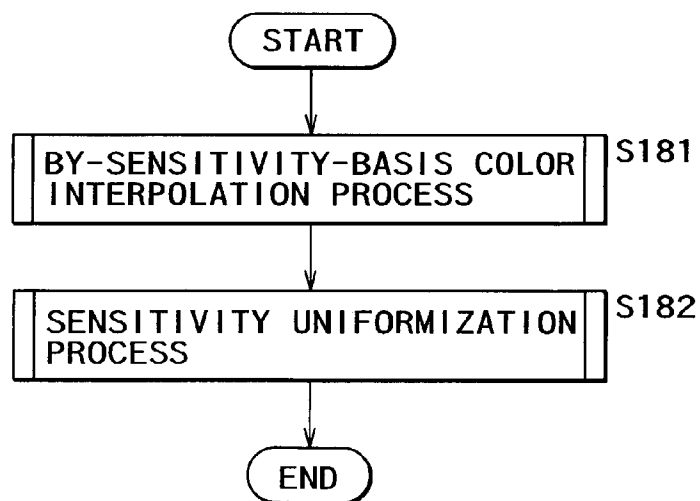 START
BY-SENSITIVITY-BASIS COLOR
INTERPOLATION PROCESS
S181
SENSITIVITY UNIFORMIZATION
PROCESS
S182
END